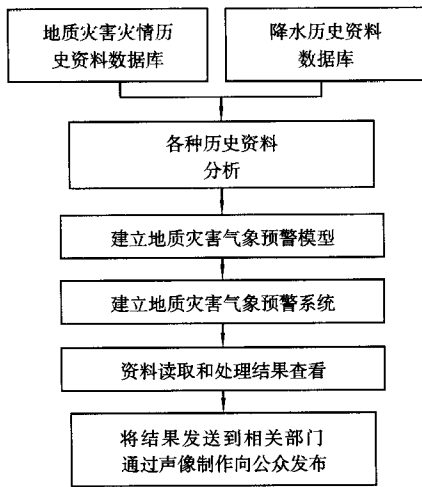 地质灾害火情历
史资料数据库
降水历史资料
数据库
各种历史资料
分析
建立地质灾害气象预警模型
建立地质灾害气象预警系统
资料读取和处理结果查看
将结果发送到相关部门
通过声像制作向公众发布